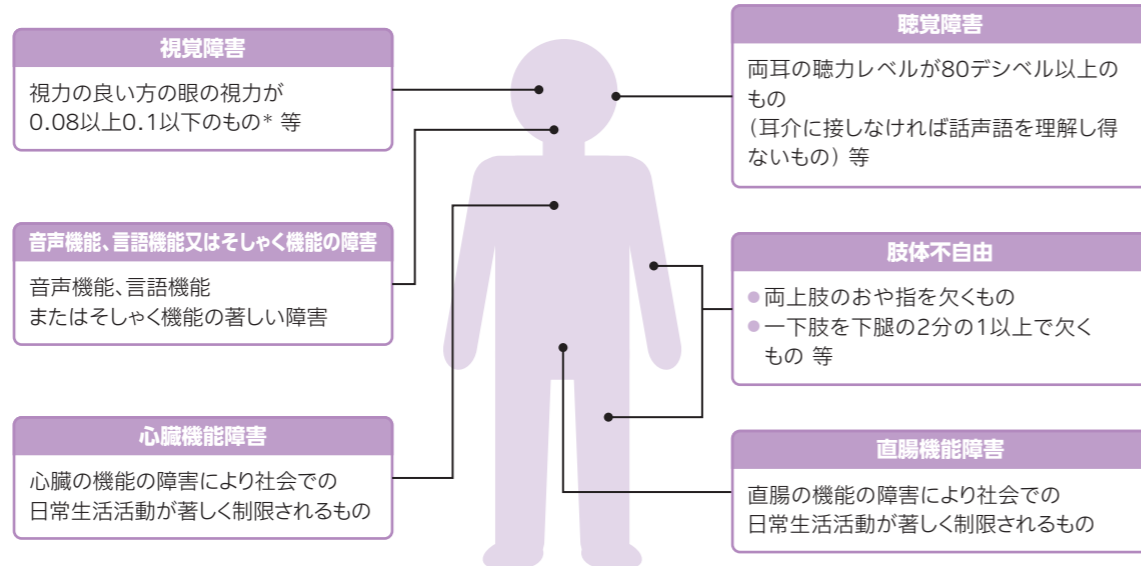 視覚障害
視力の良い方の眼の視力が
0.08以上0.1以下のもの* 等
音声機能、言語機能又はそしゃく機能の障害
音声機能、言語機能
またはそしゃく機能の著しい障害
心臓機能障害
心臓の機能の障害により社会での
日常生活活動が著しく制限されるもの
聴覚障害
両耳の聴力レベルが80デシベル以上の
もの
（耳介に接しなければ話声語を理解し得
ないもの）等
肢体不自由
●両上肢のおや指を欠くもの
●一下肢を下腿の2分の1以上で欠く
もの 等
直腸機能障害
直腸の機能の障害により社会での
日常生活活動が著しく制限されるもの